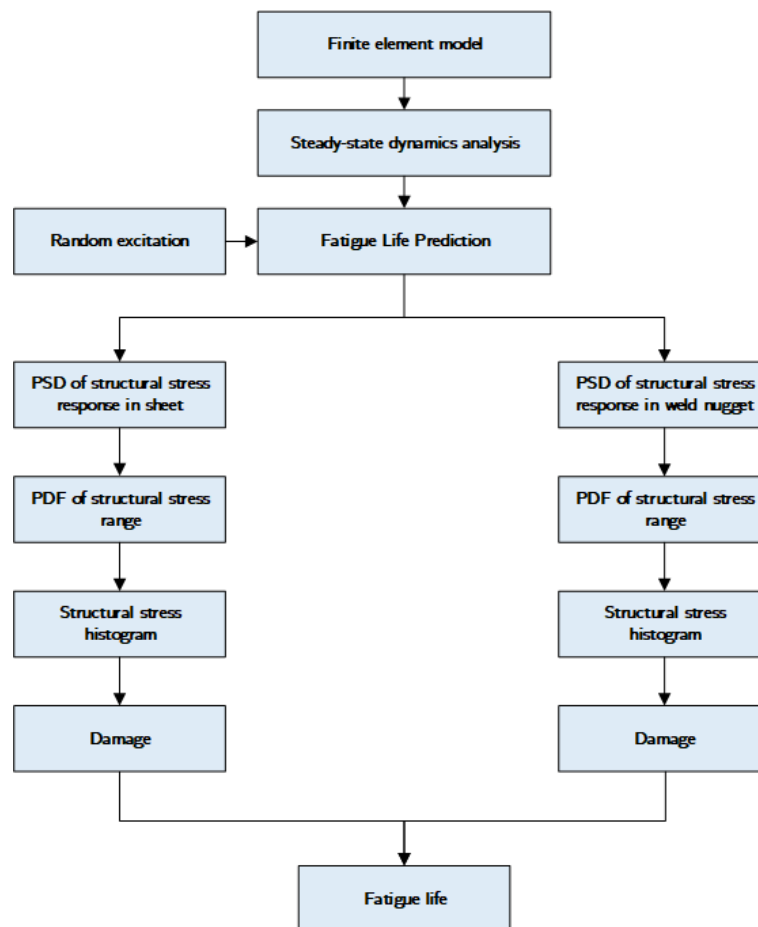 Finite element model
Steady-state dynamics analysis
Random excitation
Fatigue Life Prediction
PSD of structural stress
response in sheet
PSD of structural stress
response in weld nugget
PDF of structural stress
range
PDF of structural stress
range
Structural stress
histogram
Structural stress
histogram
Damage
Damage
Fatigue life